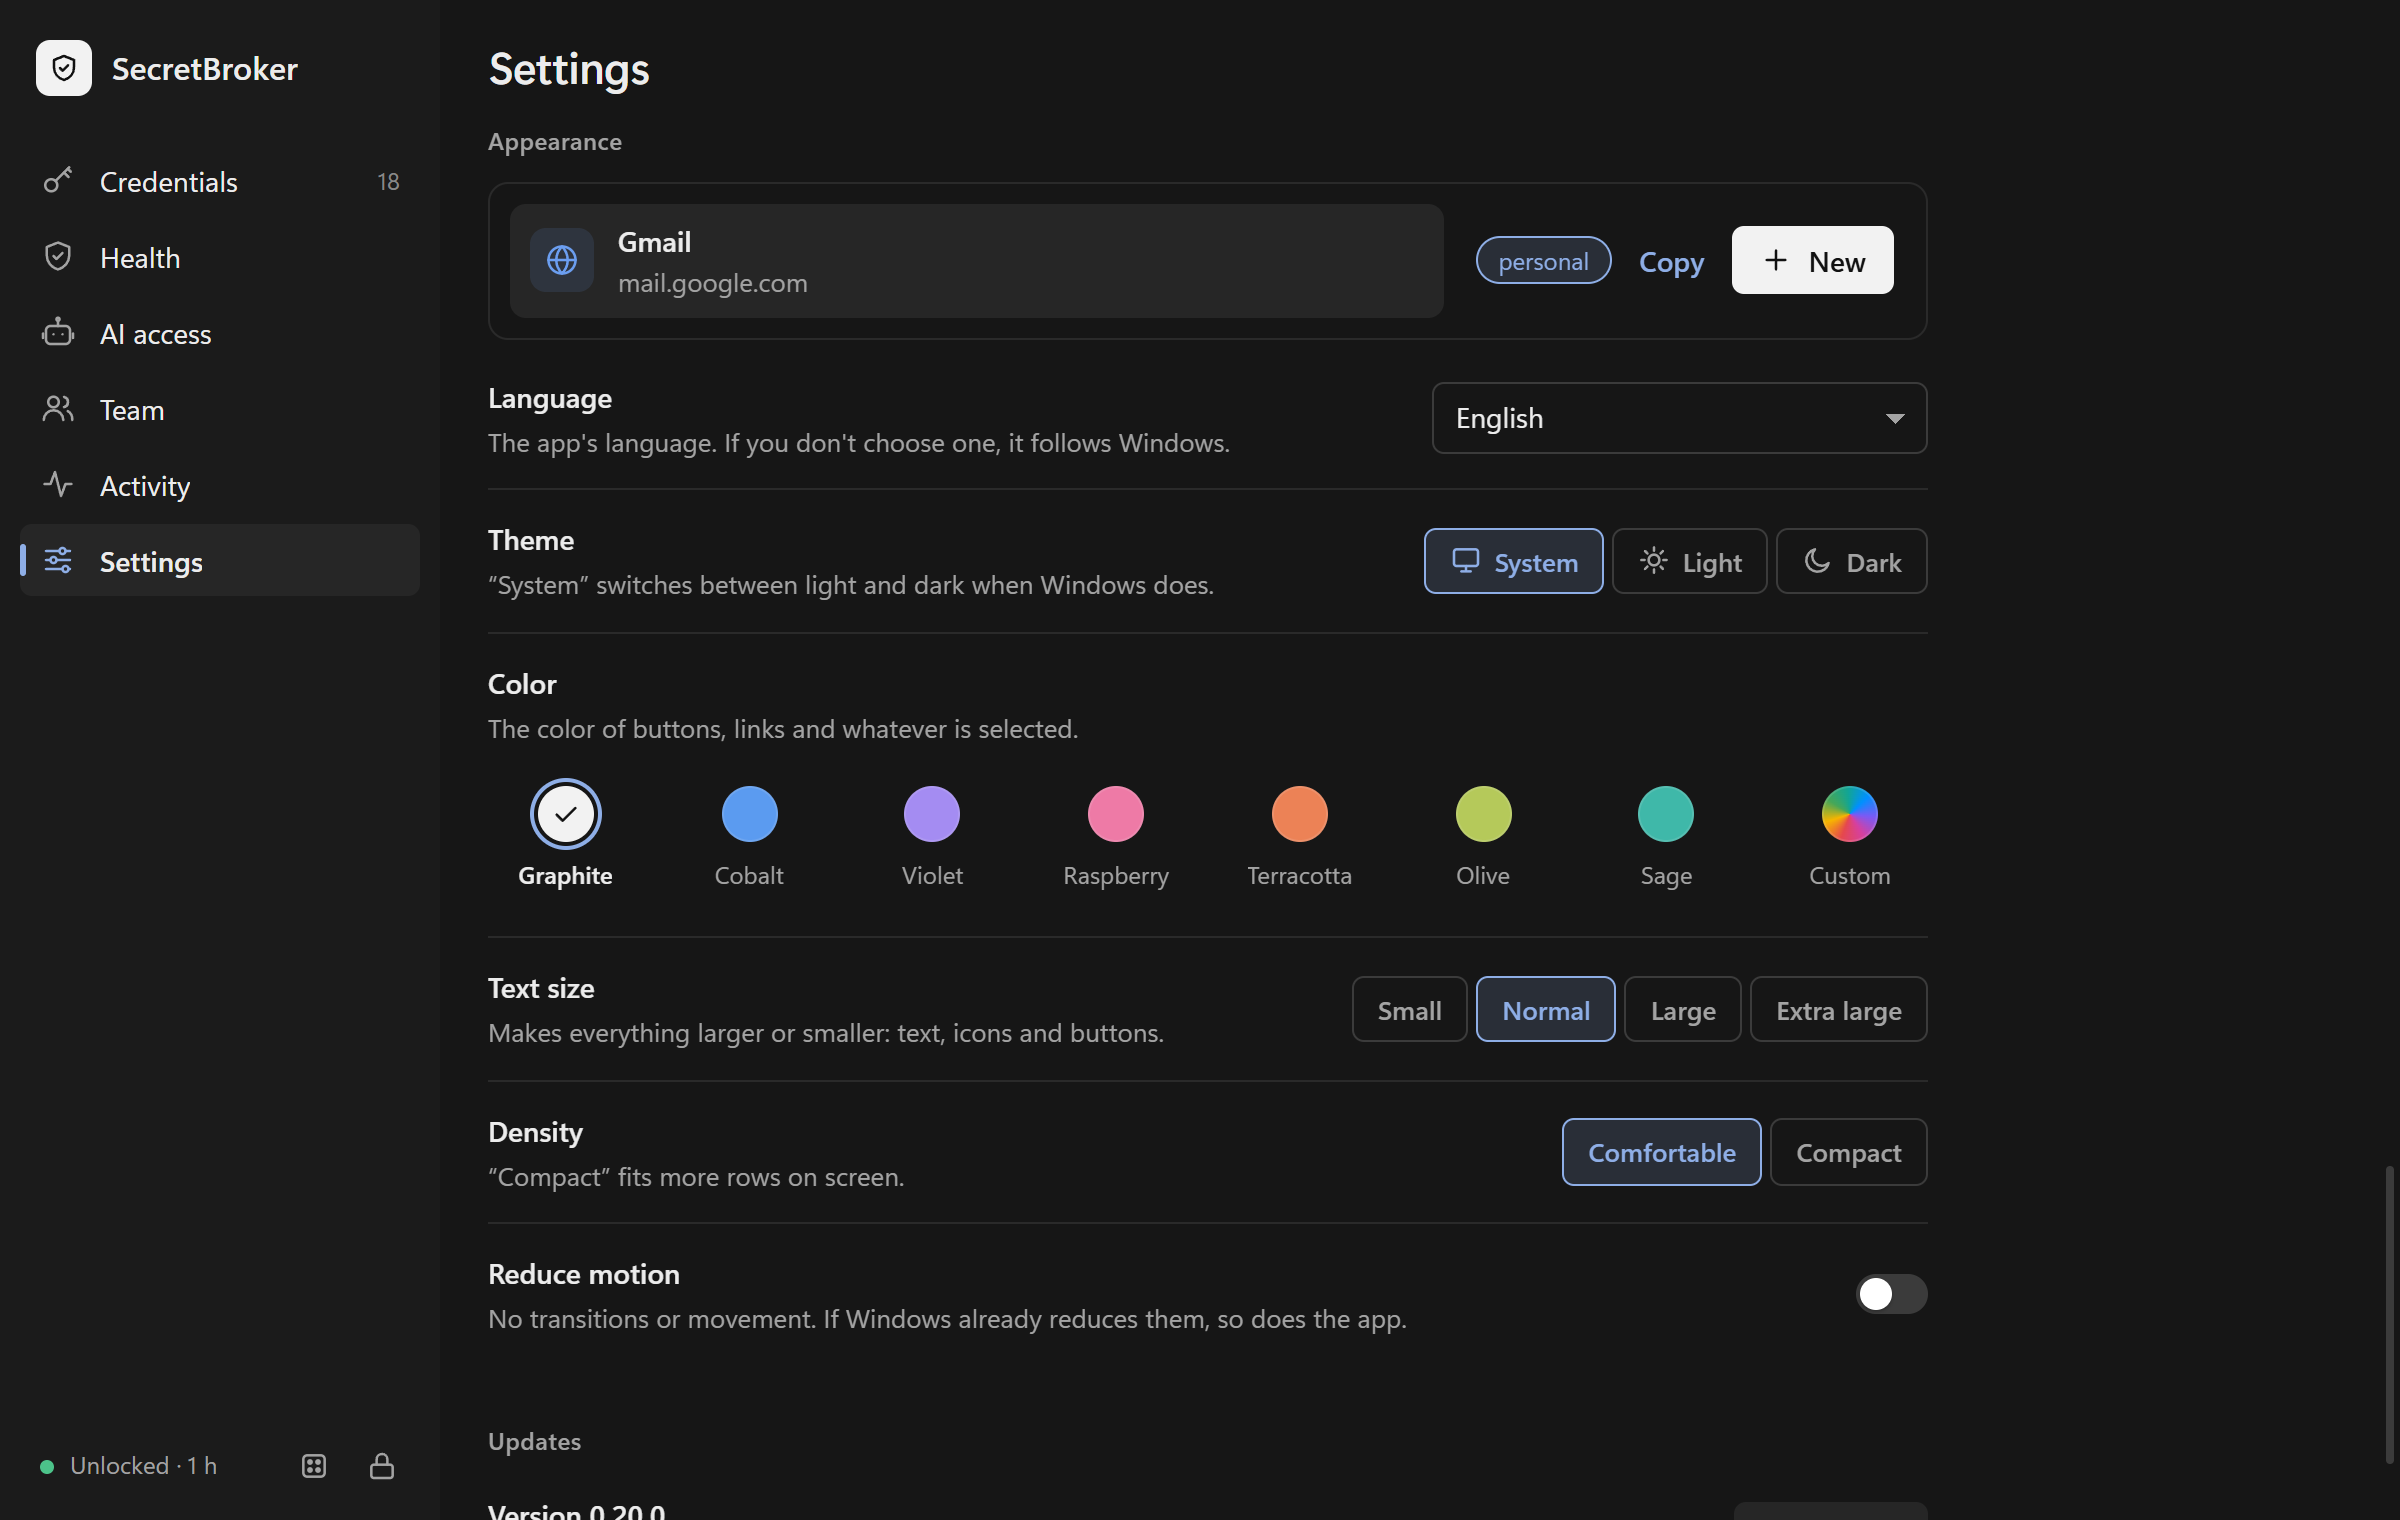 SecretBroker
Credentials 18
Health
AI access
Team
Activity
Settings
Unlocked · 1 h
Settings
Appearance
Gmail
mail.google.com
personal
Copy
New
Language
The app's language. If you don't choose one, it follows Windows.
English
Theme
“System” switches between light and dark when Windows does.
System
Light
Dark
Color
The color of buttons, links and whatever is selected.
Graphite
Cobalt
Violet
Raspberry
Terracotta
Olive
Sage
Custom
Text size
Makes everything larger or smaller: text, icons and buttons.
Small
Normal
Large
Extra large
Density
“Compact” fits more rows on screen.
Comfortable
Compact
Reduce motion
No transitions or movement. If Windows already reduces them, so does the app.
Updates
Version 0.20.0